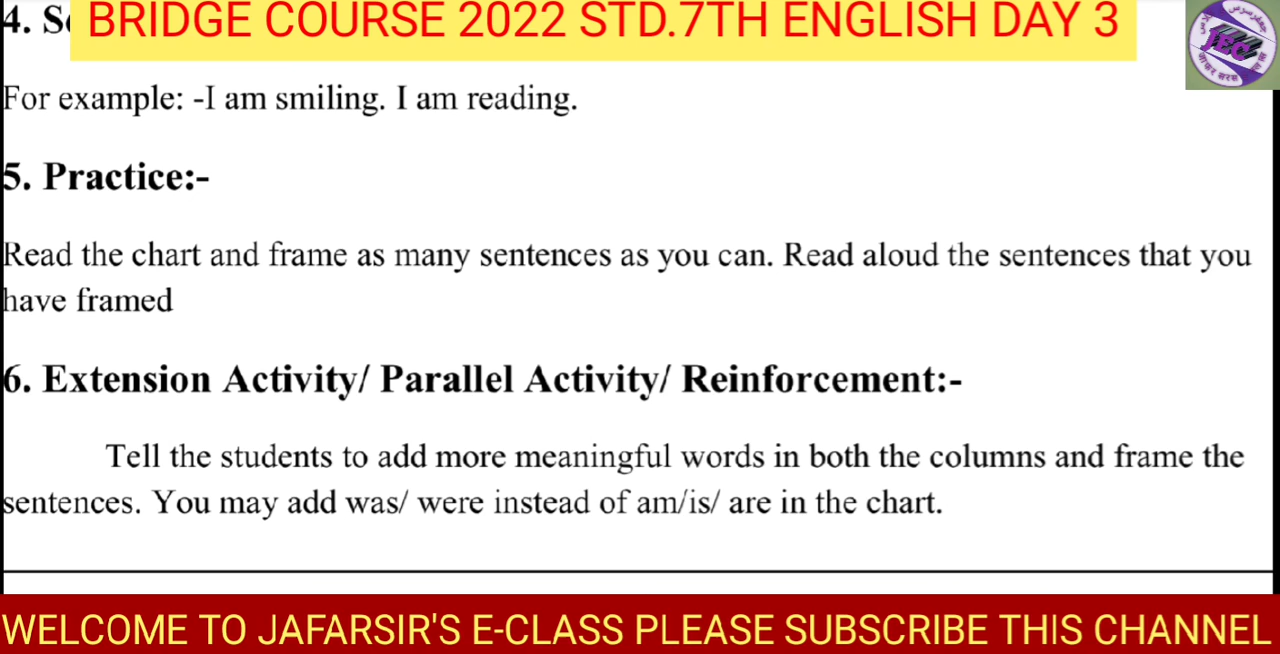 4. S
BRIDGE COURSE 2022 STD.7TH ENGLISH DAY 3
JEC
For example: -I am smiling. I am reading.
5. Practice:-
Read the chart and frame as many sentences as you can. Read aloud the sentences that you
have framed
6. Extension Activity/ Parallel Activity/ Reinforcement:-
Tell the students to add more meaningful words in both the columns and frame the
sentences. You may add was/ were instead of am/is/ are in the chart.
WELCOME TO JAFARSIR'S E-CLASS PLEASE SUBSCRIBE THIS CHANNEL